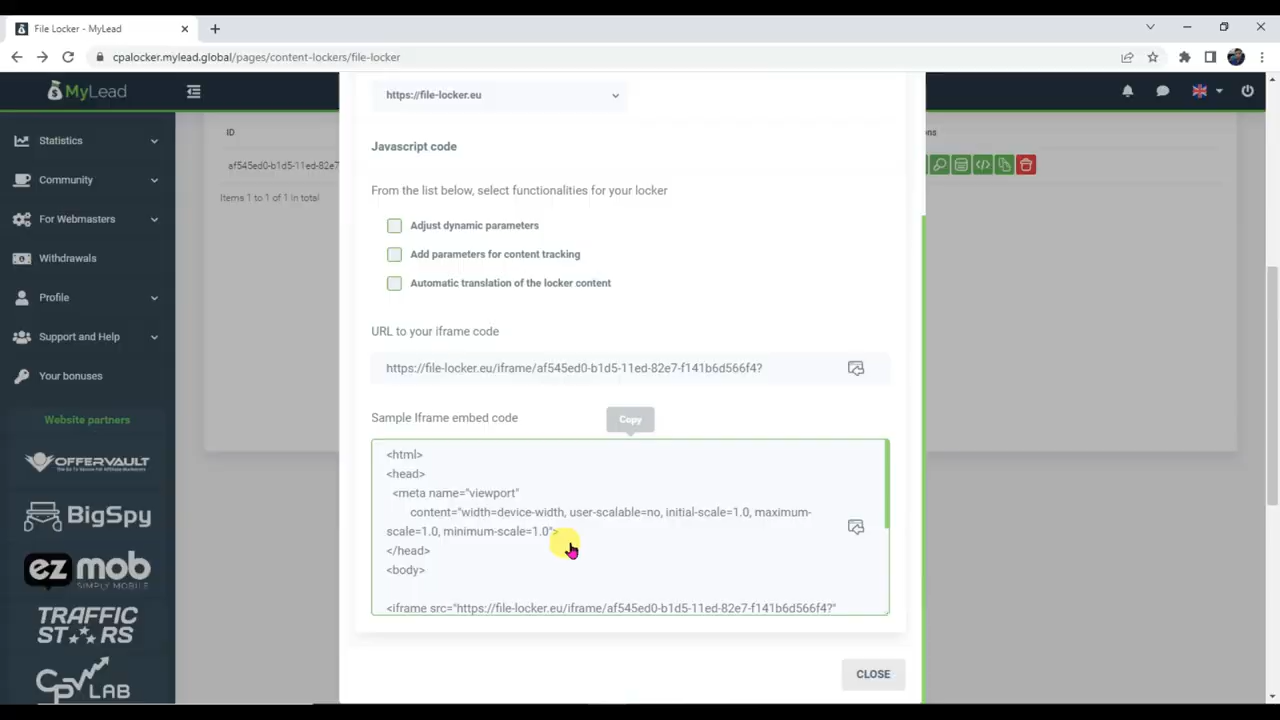 File Locker - MyLead
cpalocker.mylead.global/pages/content-lockers/file-locker
MyLead
Statistics
Community
For Webmasters
Withdrawals
Profile
Support and Help
Your bonuses
Website partners
OFFERVAULT
BigSpy
ez mob
SIMPLY MOBILE
TRAFFIC
STARS
CPA LAB
ID
af545ed0-b1d5-11ed-82e7
Items 1 to 1 of 1 in total
ons
https://file-locker.eu
Javascript code
From the list below, select functionalities for your locker
Adjust dynamic parameters
Add parameters for content tracking
Automatic translation of the locker content
URL to your iframe code
https://file-locker.eu/iframe/af545ed0-b1d5-11ed-82e7-f141b6d566f4?
Sample Iframe embed code
Copy
<html>
<head>
<meta name="viewport"
content="width=device-width, user-scalable=no, initial-scale=1.0, maximum-
scale=1.0, minimum-scale=1.0">
</head>
<body>
<iframe src="https://file-locker.eu/iframe/af545ed0-b1d5-11ed-82e7-f141b6d566f4?"
CLOSE